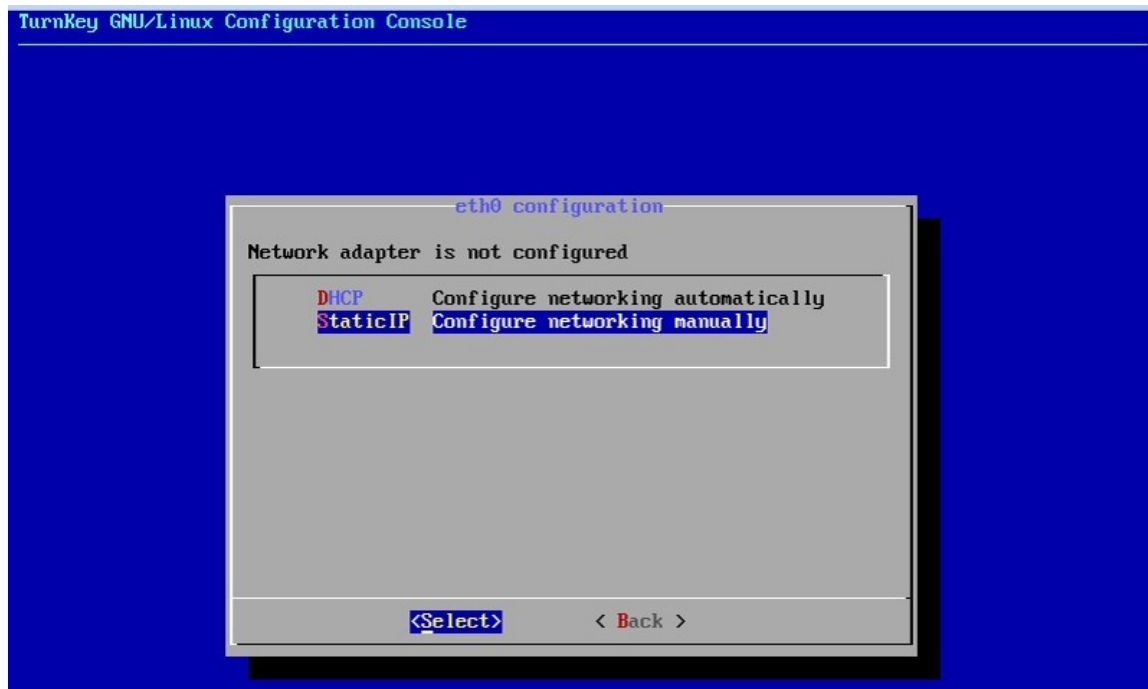 TurnKey GNU/Linux Configuration Console
eth0 configuration
Network adapter is not configured
DHCP Configure networking automatically
StaticIP Configure networking manually
<Select> < Back >